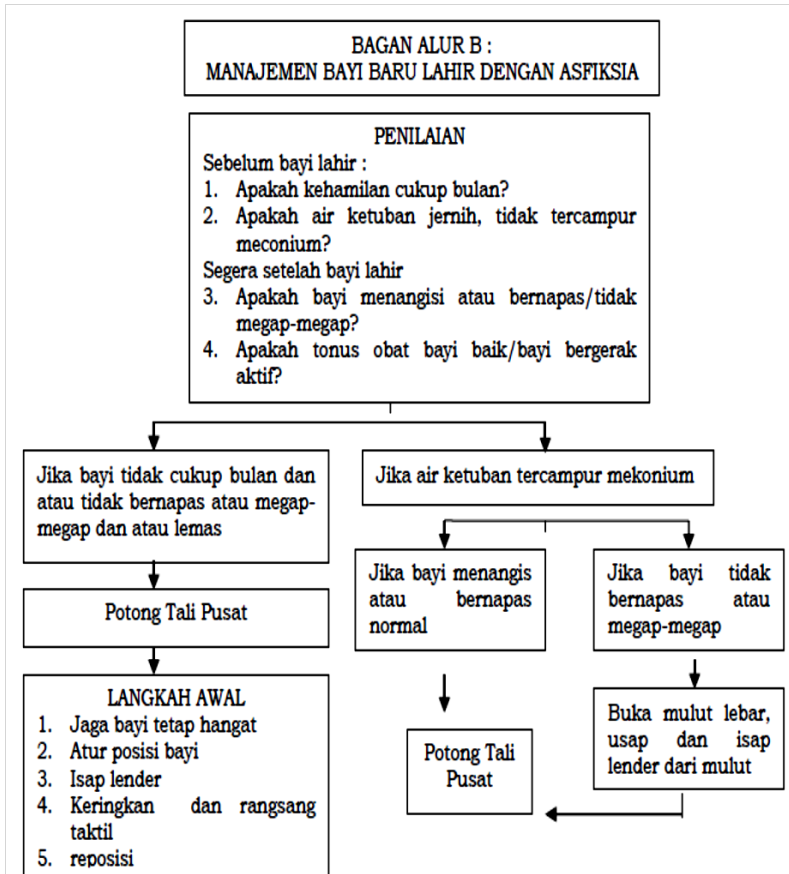 BAGAN ALUR B :
MANAJEMEN BAYI BARU LAHIR DENGAN ASFIKSIA
PENILAIAN
Sebelum bayi lahir :
1. Apakah kehamilan cukup bulan?
2. Apakah air ketuban jernih, tidak tercampur
meconium?
Segera setelah bayi lahir
3. Apakah bayi menangisi atau bernapas/tidak
megap-megap?
4. Apakah tonus obat bayi baik/bayi bergerak
aktif?
Jika bayi tidak cukup bulan dan
atau tidak bernapas atau megap-
megap dan atau lemas
Potong Tali Pusat
LANGKAH AWAL
1. Jaga bayi tetap hangat
2. Atur posisi bayi
3. Isap lender
4. Keringkan dan rangsang
taktil
5. reposisi
Jika air ketuban tercampur mekonium
Jika bayi menangis
atau bernapas
normal
Potong Tali
Pusat
Jika bayi tidak
bernapas atau
megap-megap
Buka mulut lebar,
usap dan isap
lender dari mulut